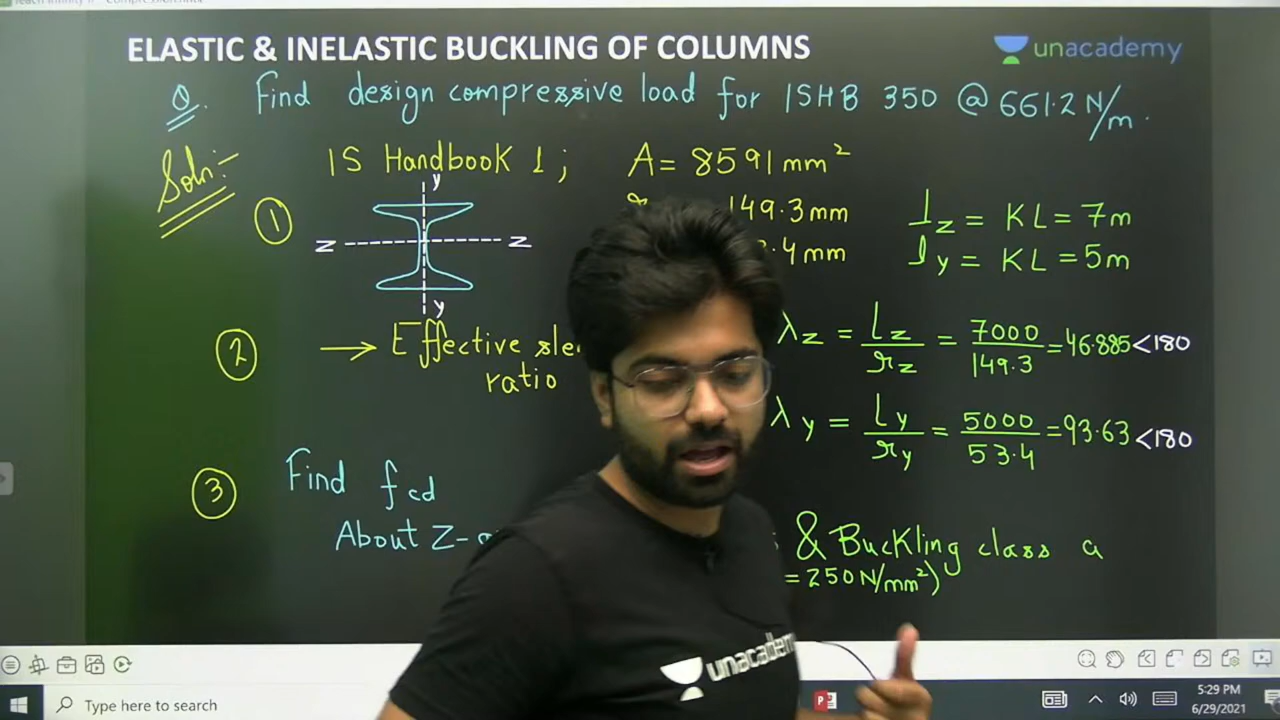 ELASTIC & INELASTIC BUCKLING OF COLUMNS
unacademy
Q. Find design compressive load for ISHB 350 @ 661.2 N/m.
Soln:-
IS Handbook 1; A = 8591 mm²
① y 149.3 mm lz = KL = 7m
Z Z .4 mm ly = KL = 5m
y
② → Effective
ratio
λz = lz/rz = 7000/149.3 = 46.885 < 180
λy = ly/ry = 5000/53.4 = 93.63 < 180
③ Find fcd
About Z- & Buckling class a
= 250 N/mm²)
unacademy
Type here to search
5:29 PM
6/29/2021